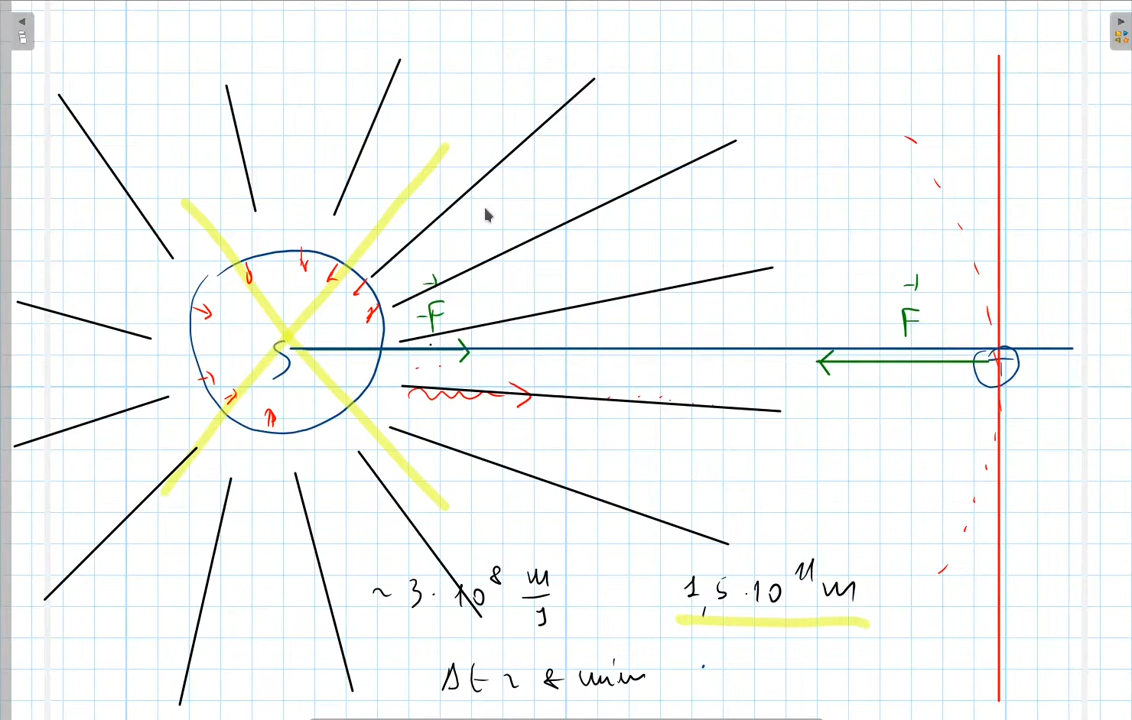 -F
F
S
T
~ 3 · 10⁸ m/s
1,5 · 10¹¹ m
Δt ~ 8 min